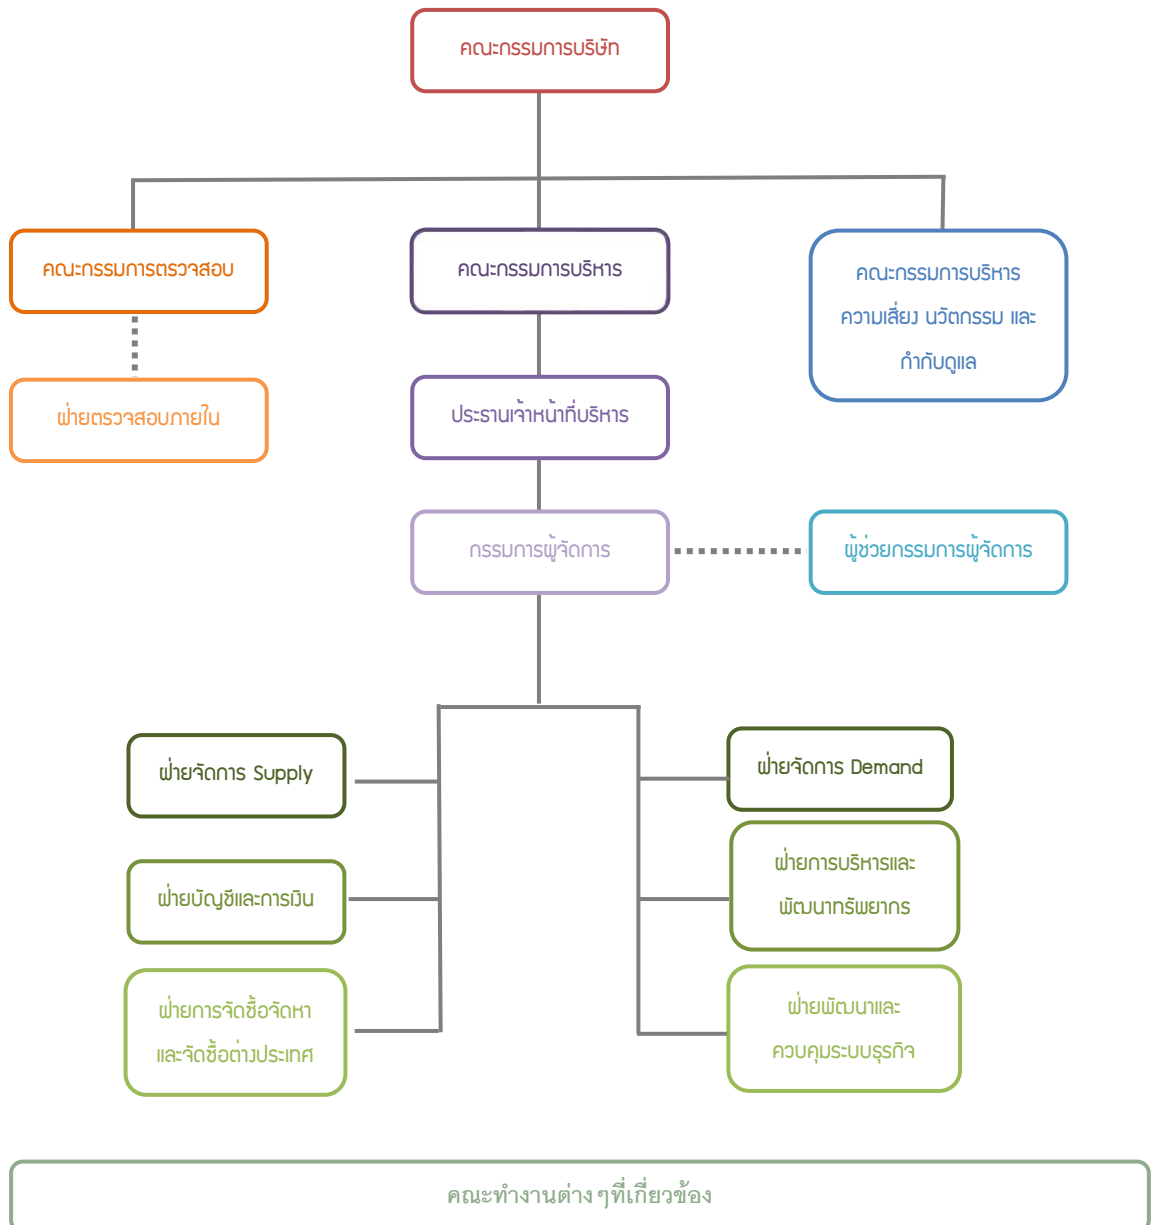 คณะกรรมการบริษัท
คณะกรรมการตรวจสอบ
คณะกรรมการบริหาร
คณะกรรมการบริหาร
ความเสี่ยง นวัตกรรม และ
กำกับดูแล
ฝ่ายตรวจสอบภายใน
ประธานเจ้าหน้าที่บริหาร
กรรมการผู้จัดการ
ผู้ช่วยกรรมการผู้จัดการ
ฝ่ายจัดการ Supply
ฝ่ายจัดการ Demand
ฝ่ายบัญชีและการเงิน
ฝ่ายการบริหารและ
พัฒนาทรัพยากร
ฝ่ายการจัดซื้อจัดหา
และจัดซื้อต่างประเทศ
ฝ่ายพัฒนาและ
ควบคุมระบบธุรกิจ
คณะทำงานต่าง ๆที่เกี่ยวข้อง